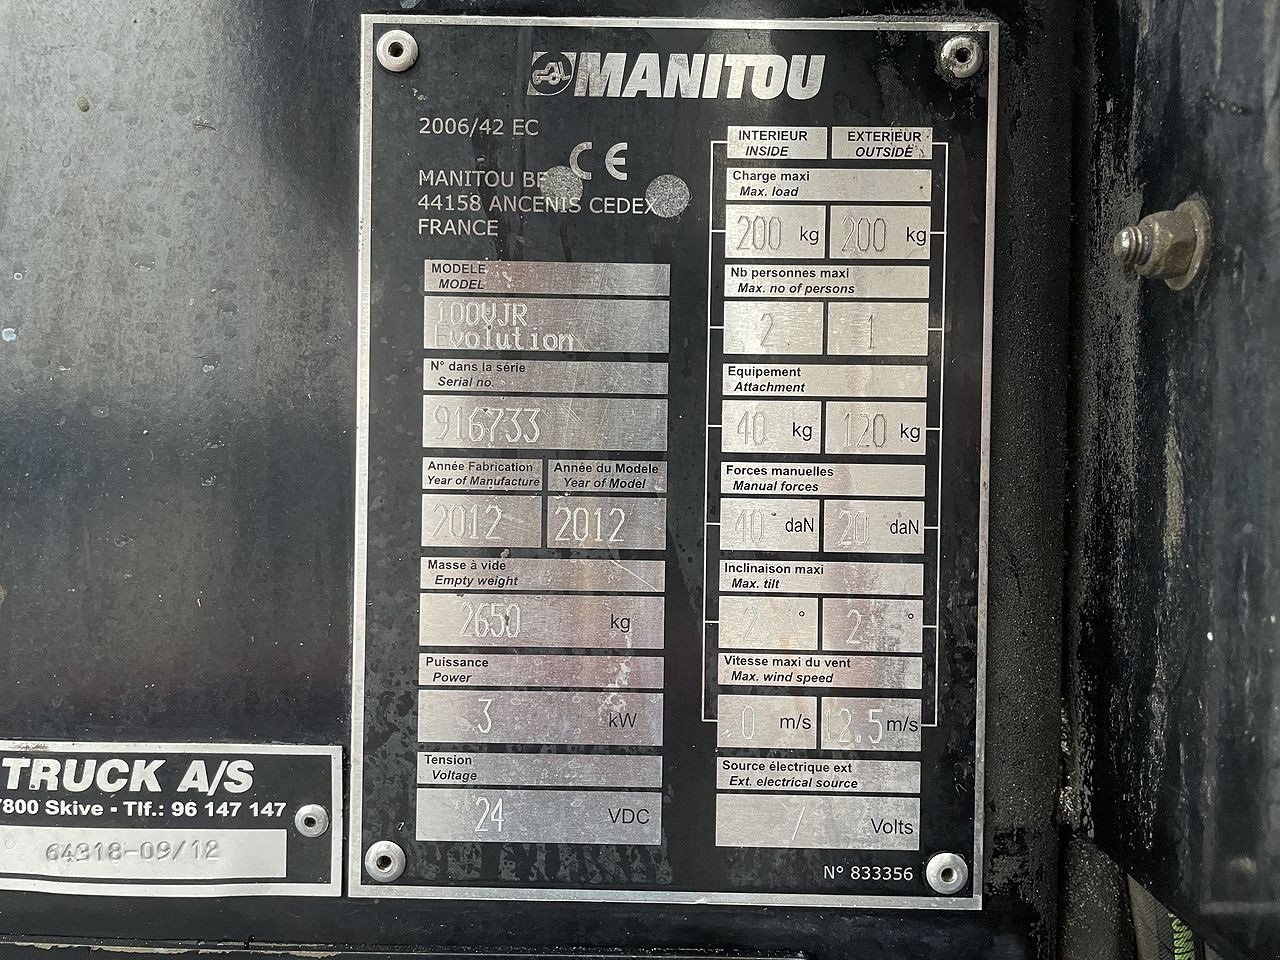 MANITOU
2006/42 EC
CE
MANITOU BF
44158 ANCENIS CEDEX
FRANCE
MODELE
MODEL
100VJR
Evolution
N° dans la série
Serial no.
916733
Année Fabrication
Year of Manufacture
Année du Modele
Year of Model
2012
2012
Masse à vide
Empty weight
2650 kg
Puissance
Power
3 kW
Tension
Voltage
24 VDC
INTERIEUR
INSIDE
EXTERIEUR
OUTSIDE
Charge maxi
Max. load
200 kg 200 kg
Nb personnes maxi
Max. no of persons
2 1
Equipement
Attachment
40 kg 120 kg
Forces manuelles
Manual forces
40 daN 20 daN
Inclinaison maxi
Max. tilt
2 ° 2 °
Vitesse maxi du vent
Max. wind speed
.0 m/s 12.5 m/s
Source électrique ext
Ext. electrical source
/ Volts
N° 833356
TRUCK A/S
7800 Skive - Tlf.: 96 147 147
64318-09/12